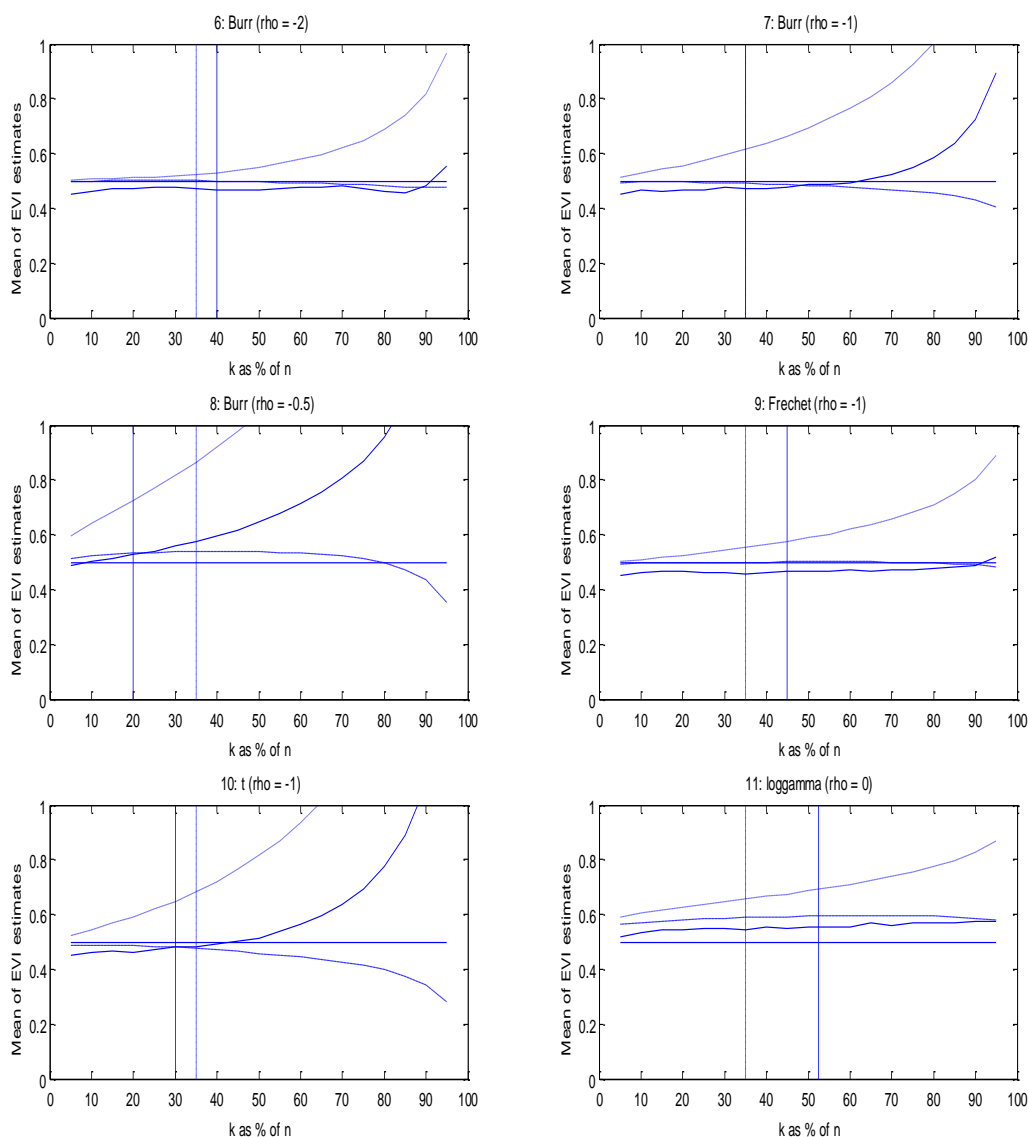 6: Burr (rho = -2)
1
0.8
0.6
0.4
0.2
0
Mean of EVI estimates
0 10 20 30 40 50 60 70 80 90 100
k as % of n
7: Burr (rho = -1)
1
0.8
0.6
0.4
0.2
0
Mean of EVI estimates
0 10 20 30 40 50 60 70 80 90 100
k as % of n
8: Burr (rho = -0.5)
1
0.8
0.6
0.4
0.2
0
Mean of EVI estimates
0 10 20 30 40 50 60 70 80 90 100
k as % of n
9: Frechet (rho = -1)
1
0.8
0.6
0.4
0.2
0
Mean of EVI estimates
0 10 20 30 40 50 60 70 80 90 100
k as % of n
10: t (rho = -1)
1
0.8
0.6
0.4
0.2
0
Mean of EVI estimates
0 10 20 30 40 50 60 70 80 90 100
k as % of n
11: loggamma (rho = 0)
1
0.8
0.6
0.4
0.2
0
Mean of EVI estimates
0 10 20 30 40 50 60 70 80 90 100
k as % of n